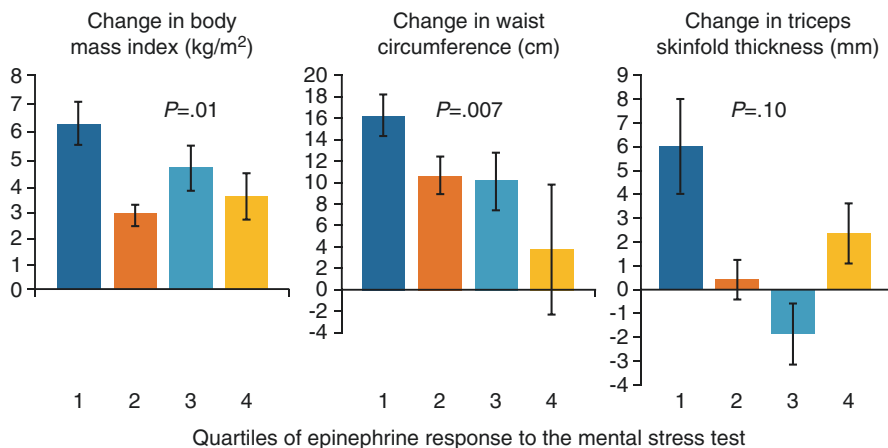 Change in body
mass index (kg/m²)
8
7
6
5
4
3
2
1
0
P=.01
1 2 3 4
Change in waist
circumference (cm)
20
18
16
14
12
10
8
6
4
2
0
-2
-4
P=.007
1 2 3 4
Change in triceps
skinfold thickness (mm)
9
8
7
6
5
4
3
2
1
0
-1
-2
-3
-4
P=.10
1 2 3 4
Quartiles of epinephrine response to the mental stress test